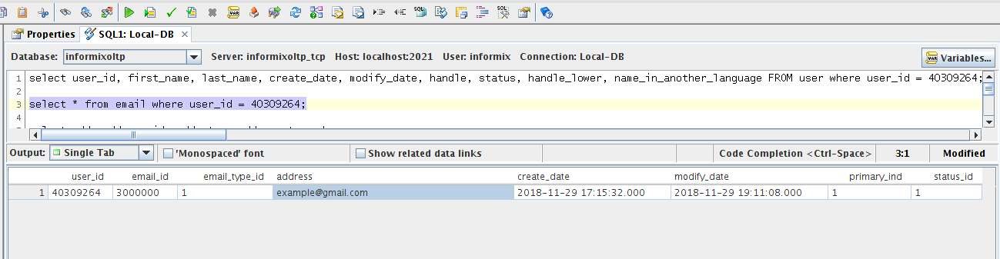 SQL
SQL
Properties
SQL1: Local-DB
Database: informixoltp Server: informixoltp_tcp Host: localhost:2021 User: informix Connection: Local-DB Variables...
1 select user_id, first_name, last_name, create_date, modify_date, handle, status, handle_lower, name_in_another_language FROM user where user_id = 40309264;
2
3 select * from email where user_id = 40309264;
4
Output: Single Tab 'Monospaced' font Show related data links Code Completion <Ctrl-Space> 3:1 Modified
user_id email_id email_type_id address create_date modify_date primary_ind status_id
1 40309264 3000000 1 example@gmail.com 2018-11-29 17:15:32.000 2018-11-29 19:11:08.000 1 1